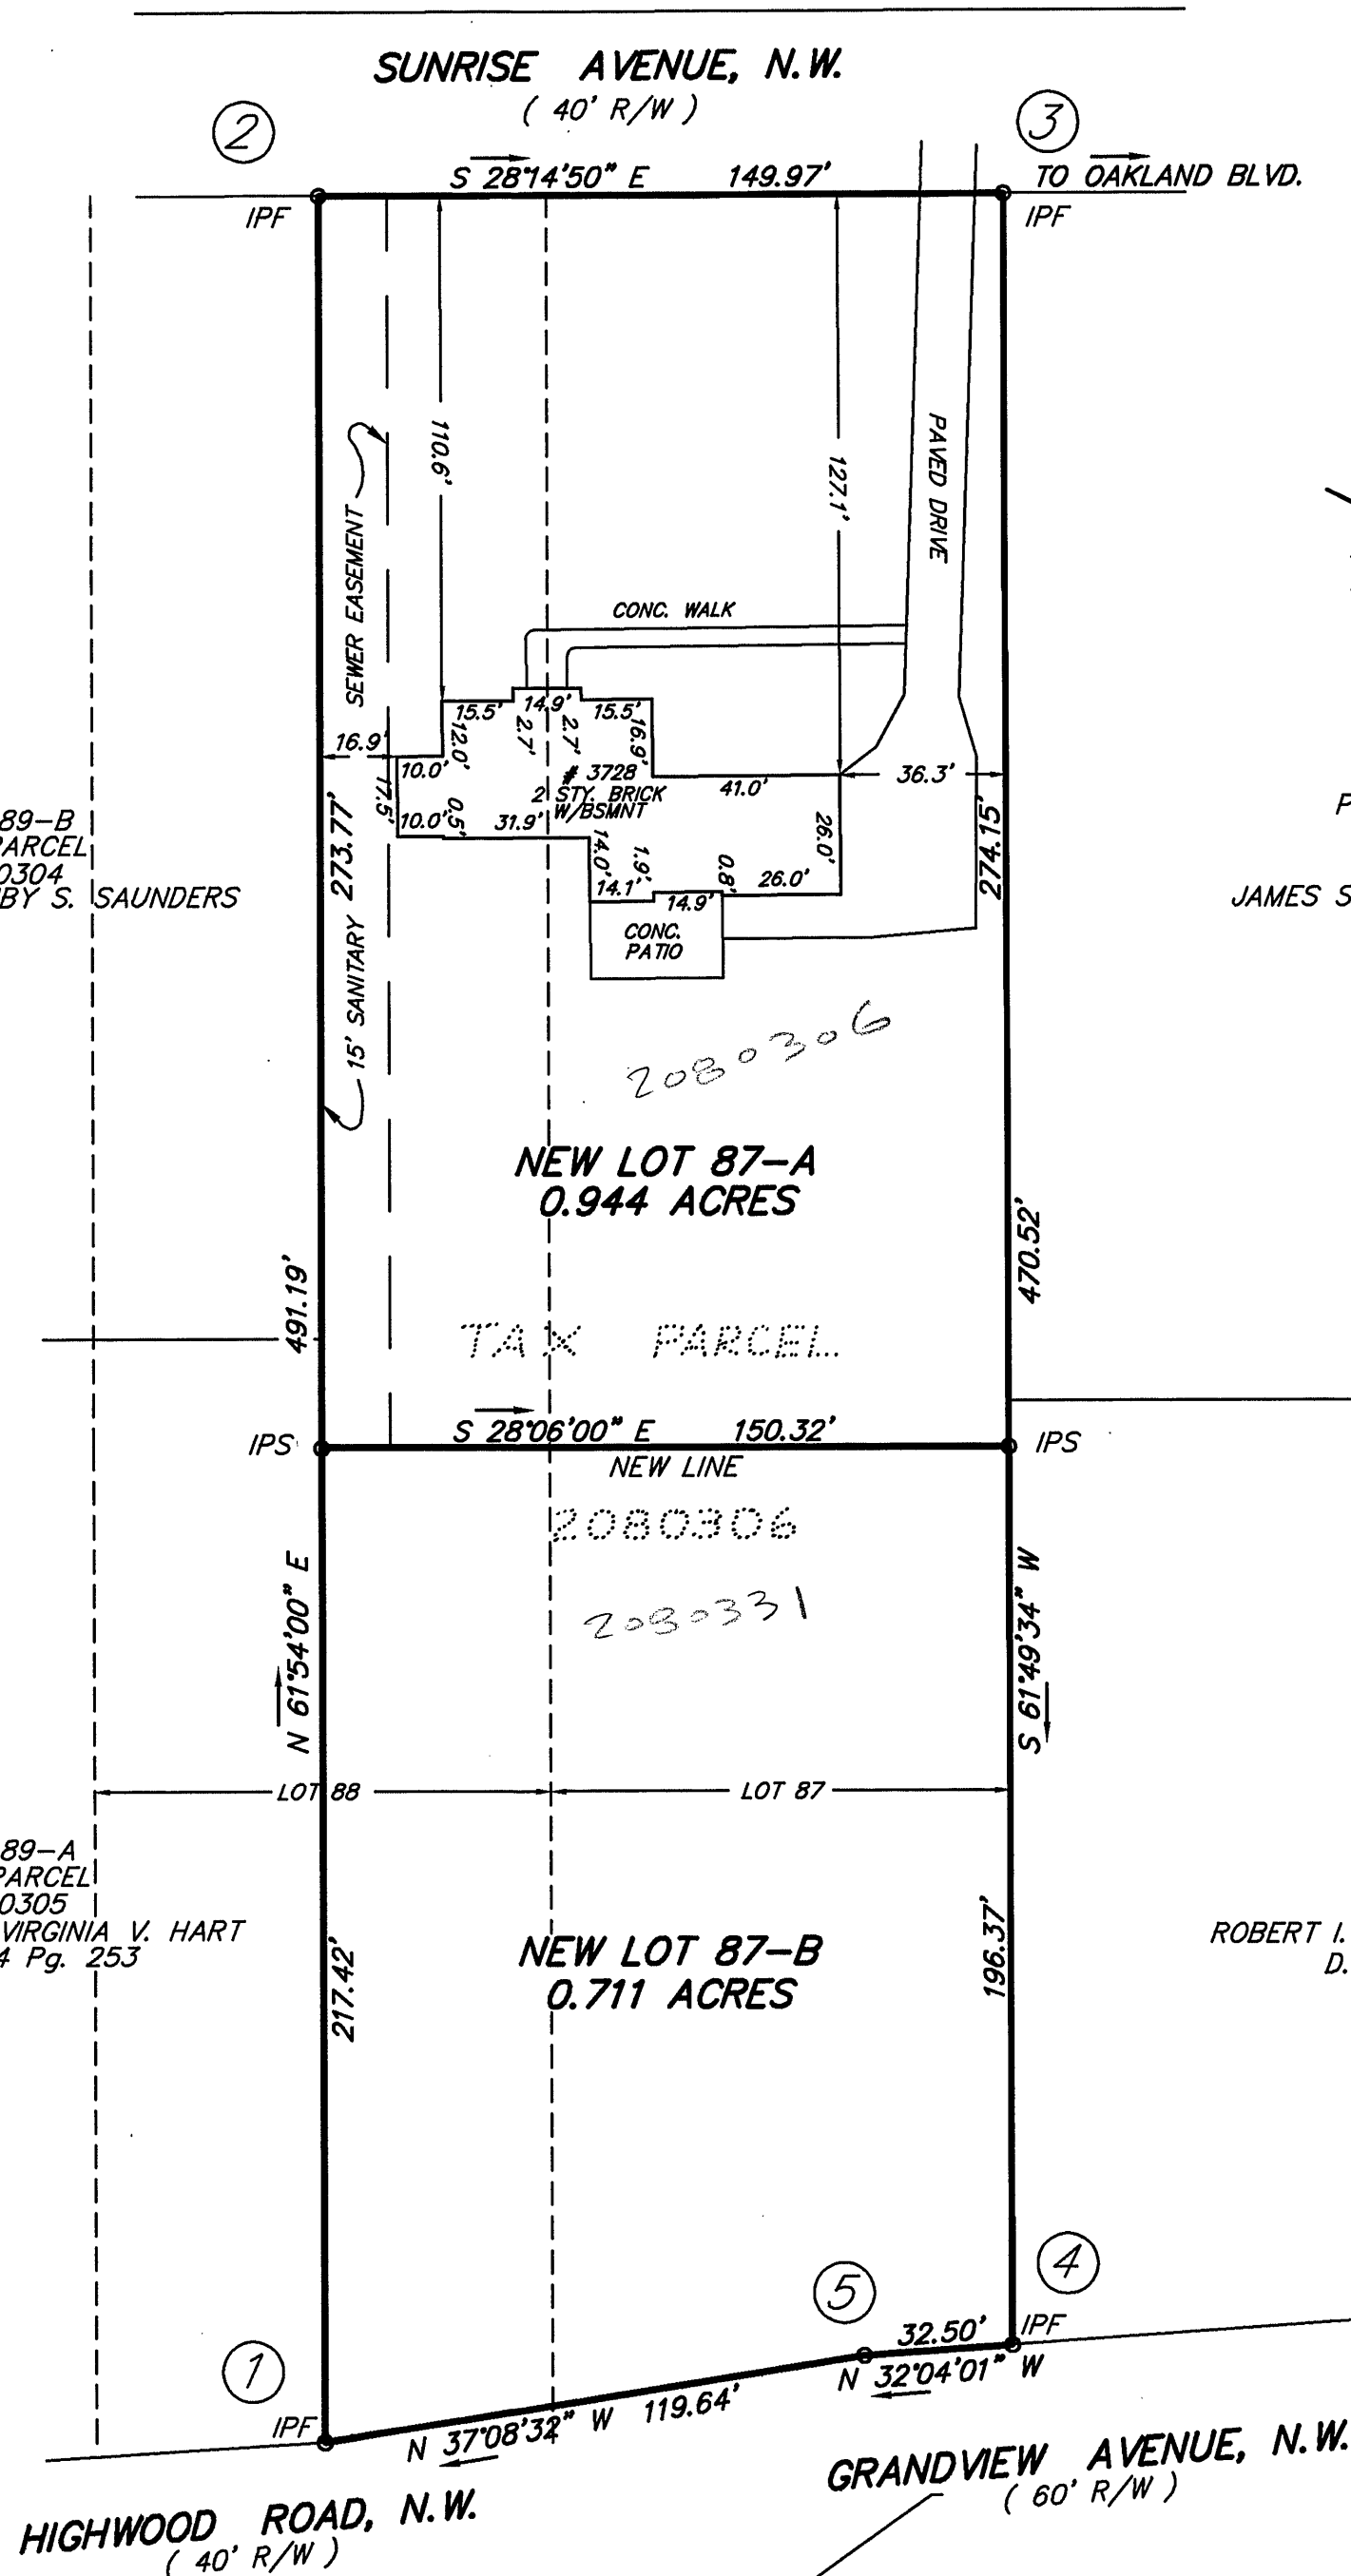 SUNRISE AVENUE, N.W.
( 40' R/W )
2
3
S 28°14'50" E 149.97'
TO OAKLAND BLVD.
IPF
IPF
110.6'
127.1'
PAVED DRIVE
15' SANITARY SEWER EASEMENT
CONC. WALK
15.5'
14.9'
15.5'
12.0'
2.7'
2.7'
16.9'
16.9'
10.0'
# 3728
2 STY. BRICK
W/BSMNT
41.0'
36.3'
17.5'
10.0'
0.5'
31.9'
14.0'
1.9'
0.8'
26.0'
26.0'
14.1'
14.9'
CONC.
PATIO
273.77'
274.15'
89-B
PARCEL
0304
BY S. SAUNDERS
P
JAMES S
2080306
NEW LOT 87-A
0.944 ACRES
491.19'
470.52'
TAX PARCEL
S 28°06'00" E 150.32'
IPS
IPS
NEW LINE
2080306
2080331
N 61°54'00" E
S 61°49'34" W
LOT 88
LOT 87
89-A
PARCEL
0305
VIRGINIA V. HART
4 Pg. 253
NEW LOT 87-B
0.711 ACRES
217.42'
196.37'
ROBERT I.
D.
4
5
1
32.50'
IPF
N 32°04'01" W
IPF
N 37°08'32" W 119.64'
GRANDVIEW AVENUE, N.W.
( 60' R/W )
HIGHWOOD ROAD, N.W.
( 40' R/W )